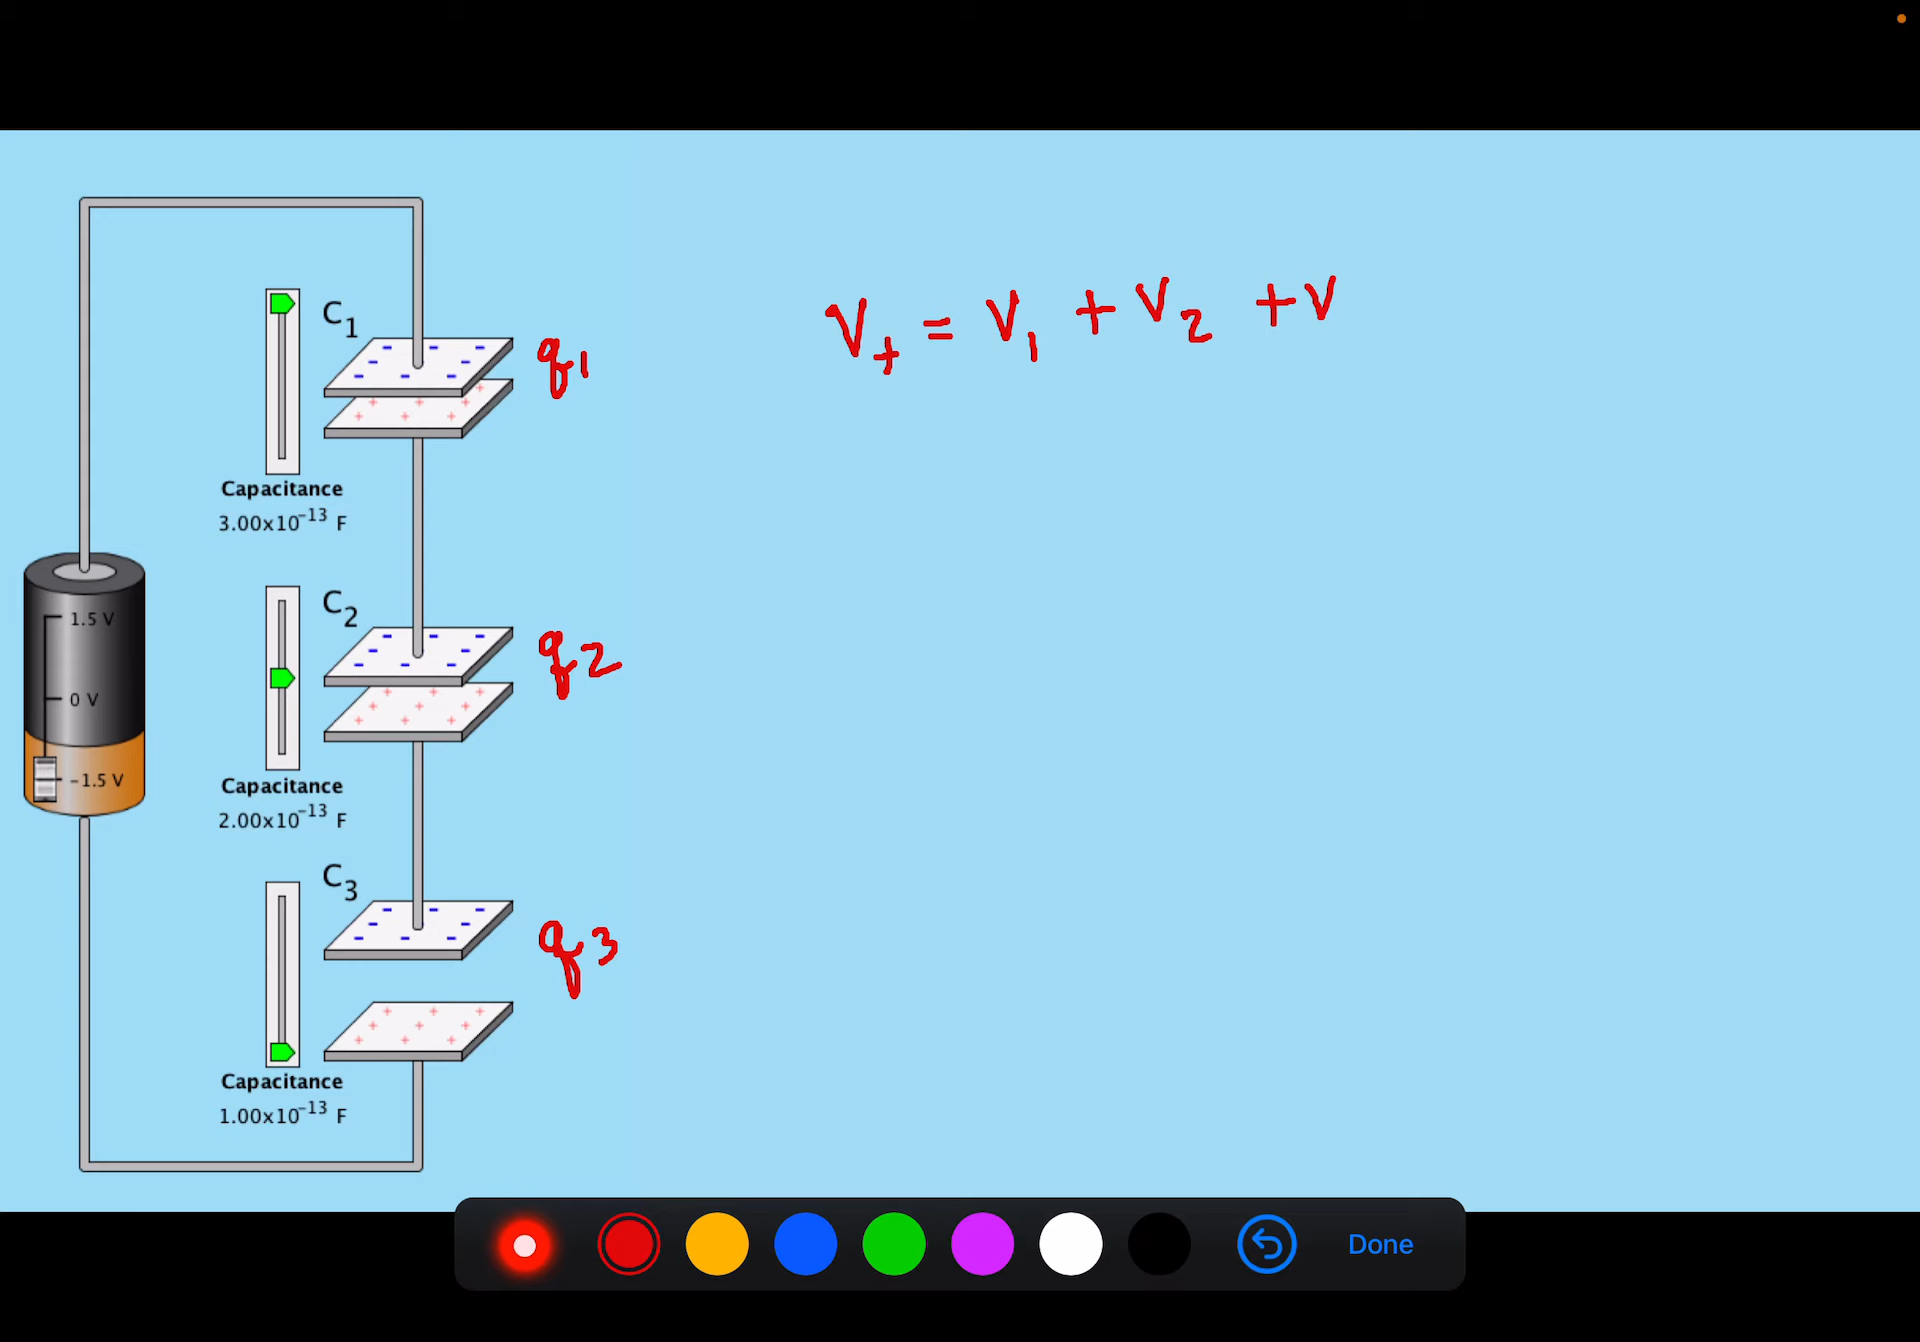 C1
q1
V+ = V1 + V2 + V
Capacitance
3.00x10⁻¹³ F
1.5 V
0 V
-1.5 V
C2
q2
Capacitance
2.00x10⁻¹³ F
C3
q3
Capacitance
1.00x10⁻¹³ F
Done